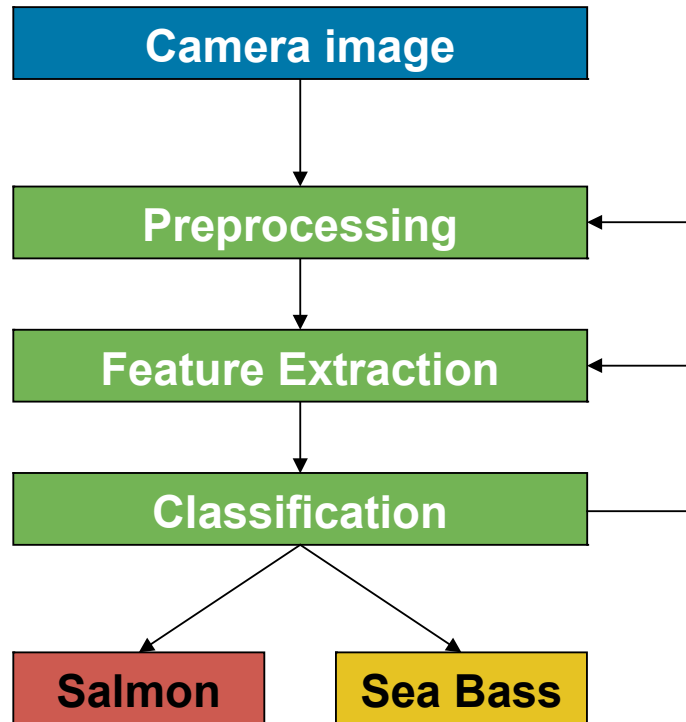 Camera image
Preprocessing
Feature Extraction
Classification
Salmon
Sea Bass